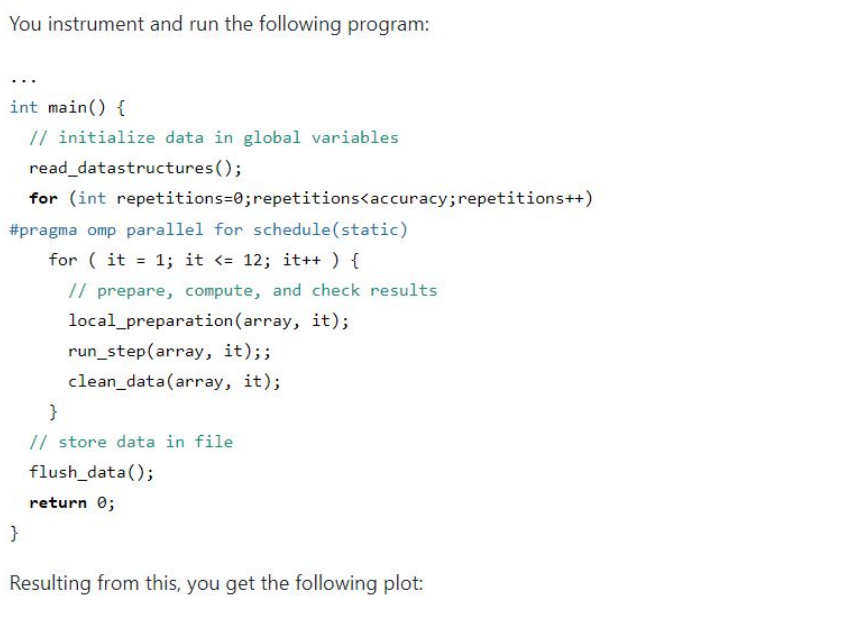 You instrument and run the following program:
...
int main() {
// initialize data in global variables
read_datastructures();
for (int repetitions=0;repetitions<accuracy;repetitions++)
#pragma omp parallel for schedule(static)
for ( it = 1; it <= 12; it++ ) {
// prepare, compute, and check results
local_preparation(array, it);
run_step(array, it);;
clean_data(array, it);
}
// store data in file
flush_data();
return 0;
}
Resulting from this, you get the following plot: